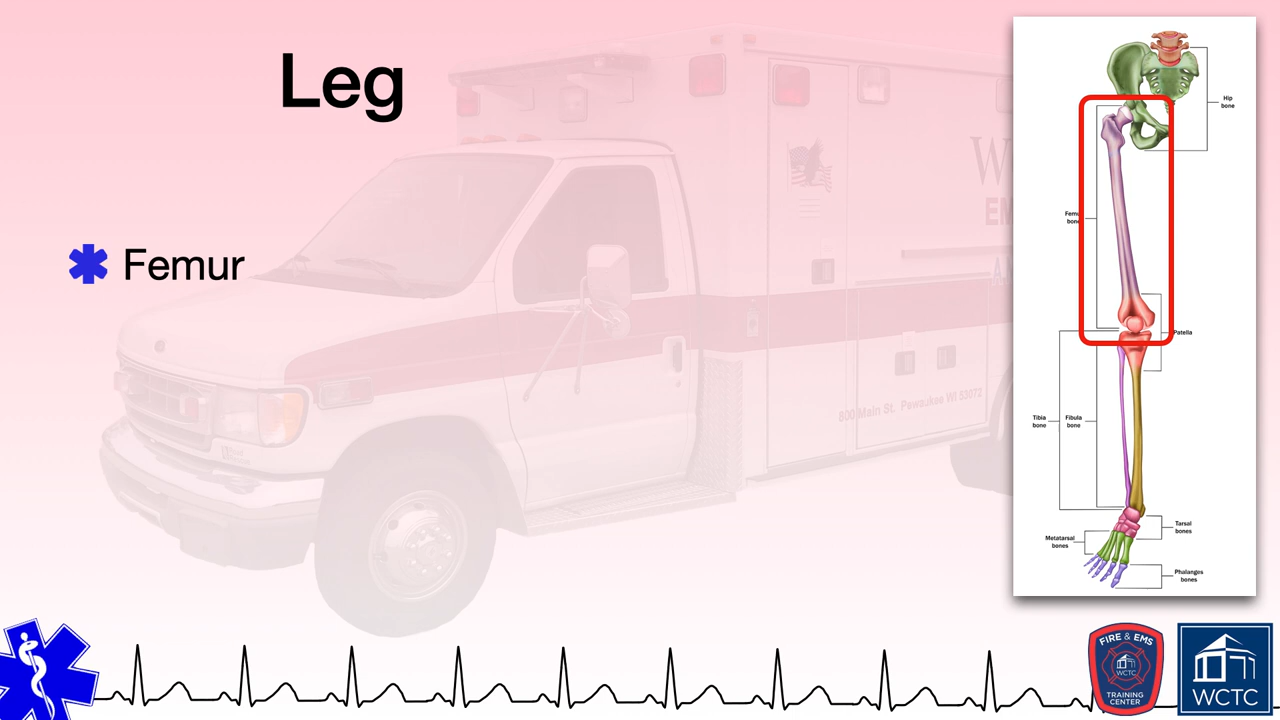 Leg
Femur
Hip
bone
Patella
Tibia
bone
Fibula
bone
Tarsal
bones
Metatarsal
bones
Phalanges
bones
800 Main St. Pewaukee WI 53072
FIRE & EMS
WCTC
TRAINING
CENTER
WCTC